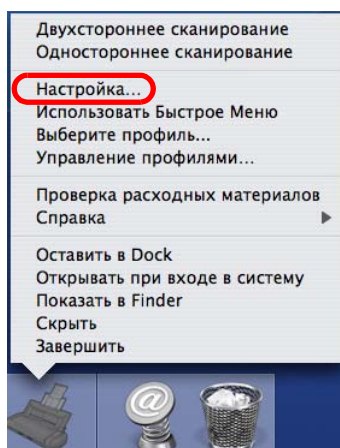 Двухстороннее сканирование
Одностороннее сканирование
Настройка...
Использовать Быстрое Меню
Выберите профиль...
Управление профилями...
Проверка расходных материалов
Справка
Оставить в Dock
Открывать при входе в систему
Показать в Finder
Скрыть
Завершить
@